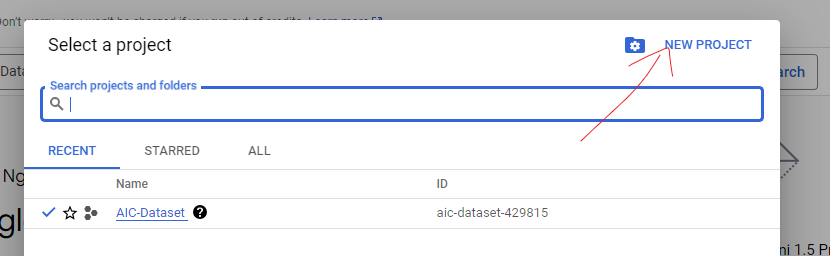 Don't worry, you won't be charged if you run out of credits. Learn more
Select a project
NEW PROJECT
Data
arch
Search projects and folders
RECENT STARRED ALL
Name ID
Ng
AIC-Dataset ? aic-dataset-429815
gl
ni 1.5 Pr